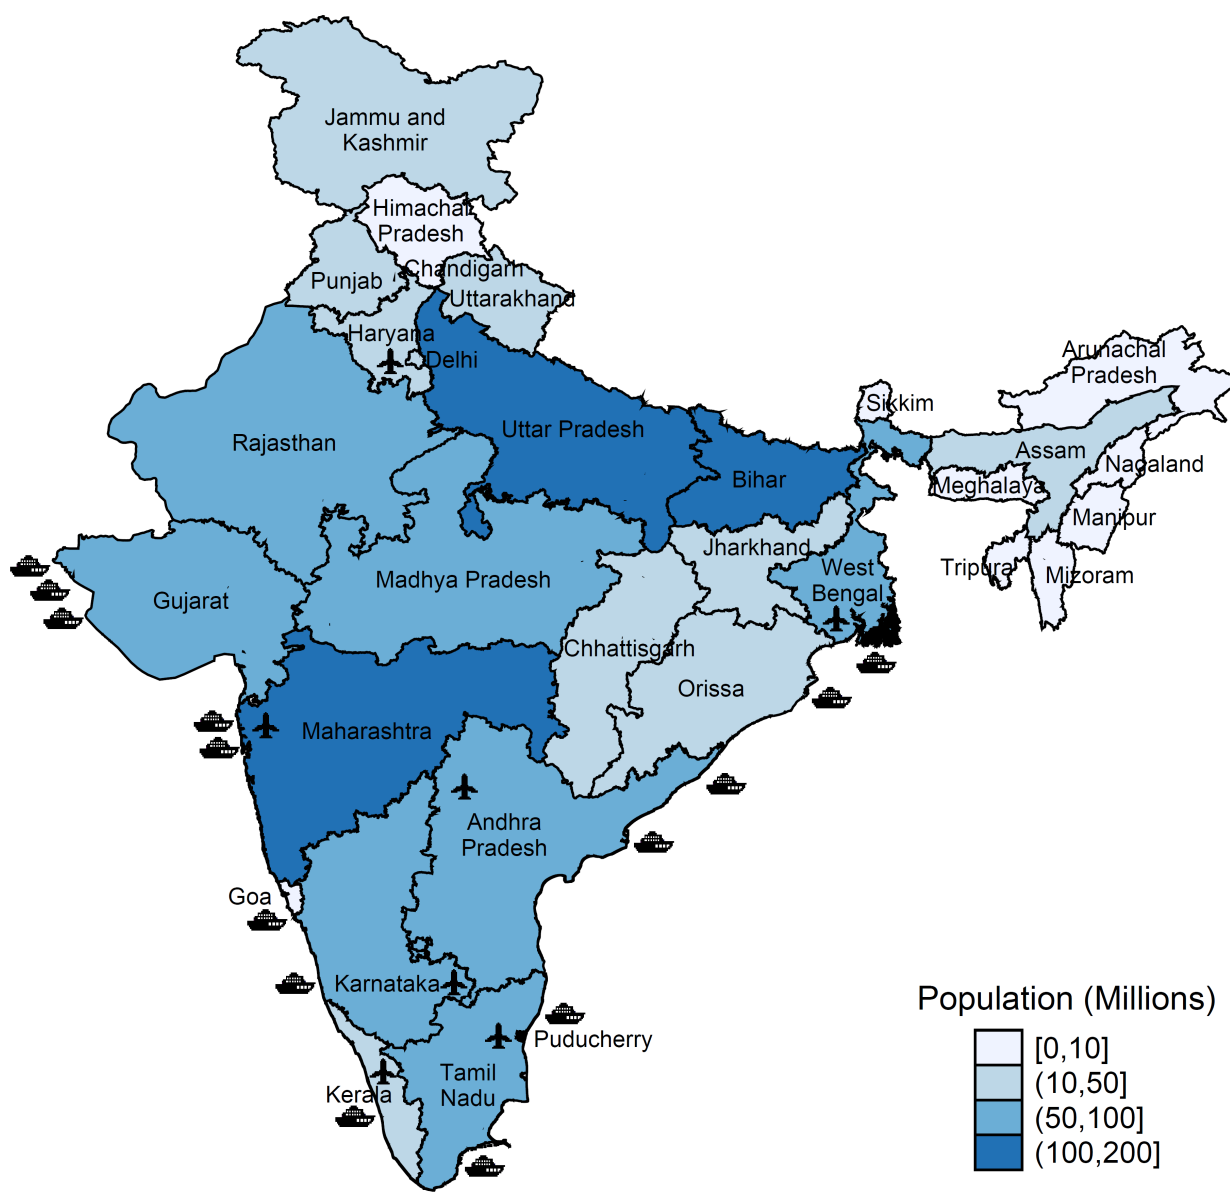 Jammu and
Kashmir
Himachal
Pradesh
Chandigarh
Punjab
Uttarakhand
Haryana
Delhi
Arunachal
Pradesh
Sikkim
Uttar Pradesh
Rajasthan
Assam
Nagaland
Bihar
Meghalaya
Manipur
Jharkhand
Tripura
Mizoram
West
Bengal
Madhya Pradesh
Gujarat
Chhattisgarh
Orissa
Maharashtra
Andhra
Pradesh
Goa
Karnataka
Puducherry
Tamil
Nadu
Kerala
Population (Millions)
[0,10]
(10,50]
(50,100]
(100,200]